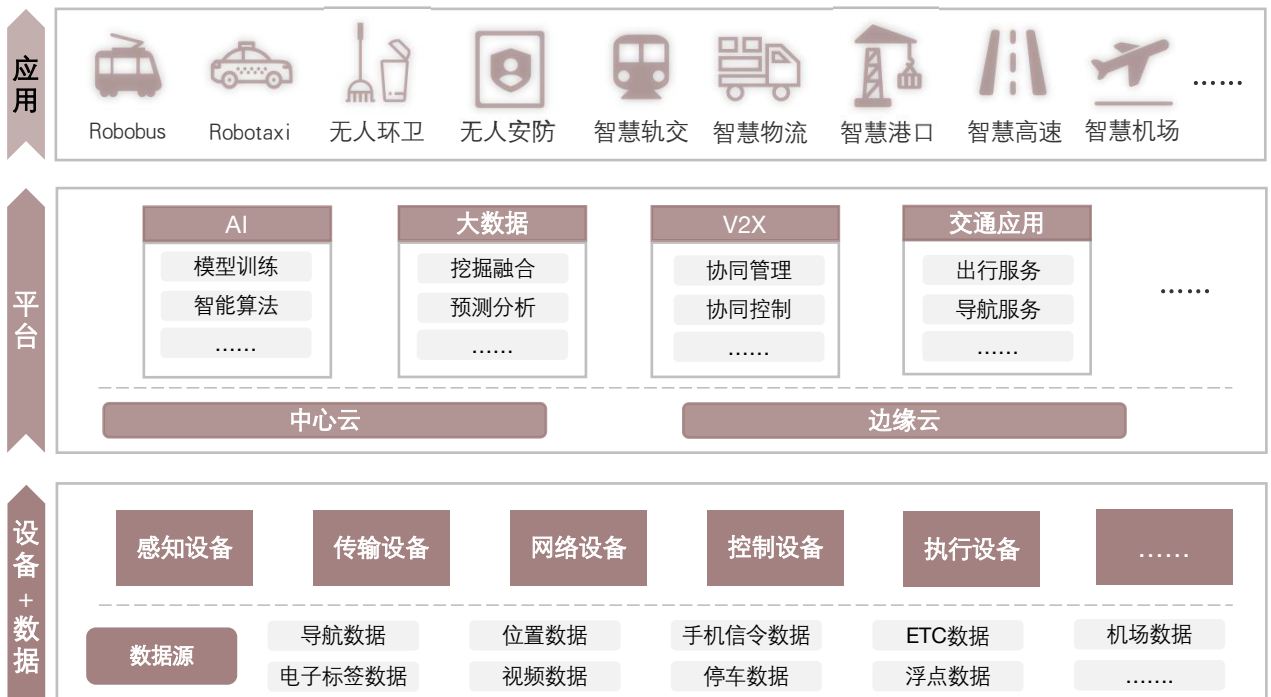 应用
Robobus
Robotaxi
无人环卫
无人安防
智慧轨交
智慧物流
智慧港口
智慧高速
智慧机场
……
平台
AI
模型训练
智能算法
……
大数据
挖掘融合
预测分析
……
V2X
协同管理
协同控制
……
交通应用
出行服务
导航服务
……
……
中心云
边缘云
设备+数据
感知设备
传输设备
网络设备
控制设备
执行设备
……
数据源
导航数据
位置数据
手机信令数据
ETC数据
机场数据
电子标签数据
视频数据
停车数据
浮点数据
…….